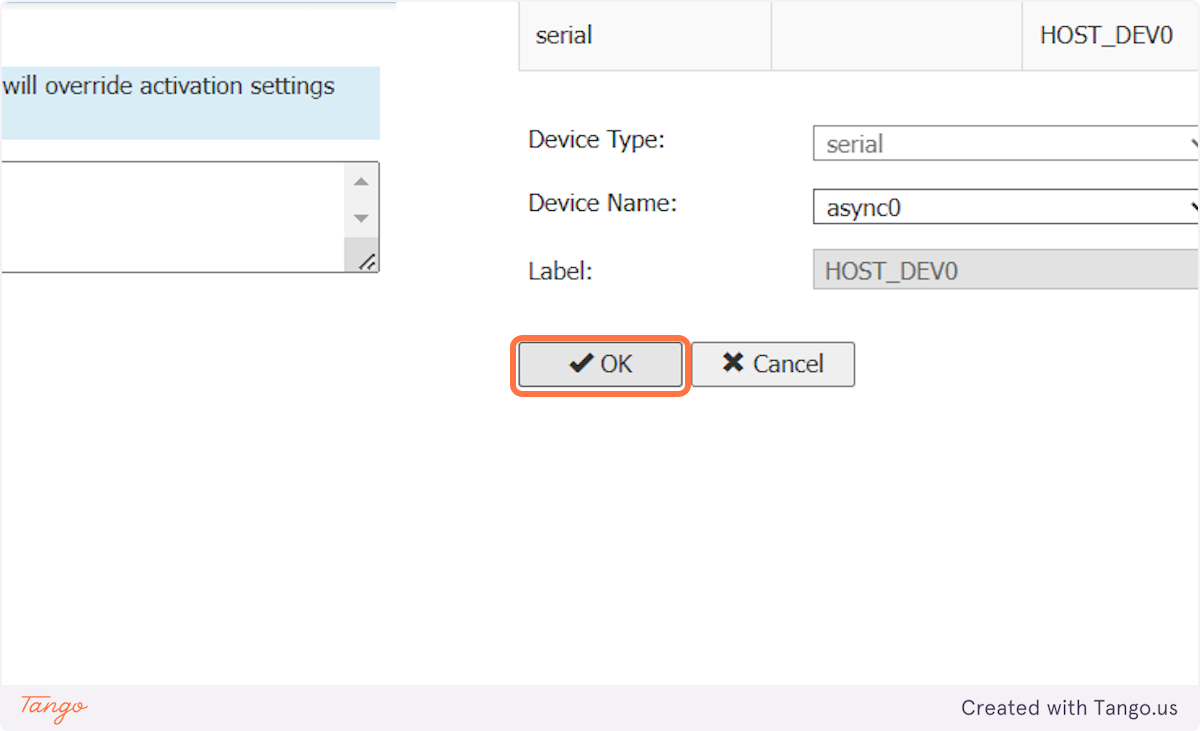 serial
HOST_DEV0
will override activation settings
Device Type:
serial
Device Name:
async0
Label:
HOST_DEV0
OK
Cancel
Tango
Created with Tango.us